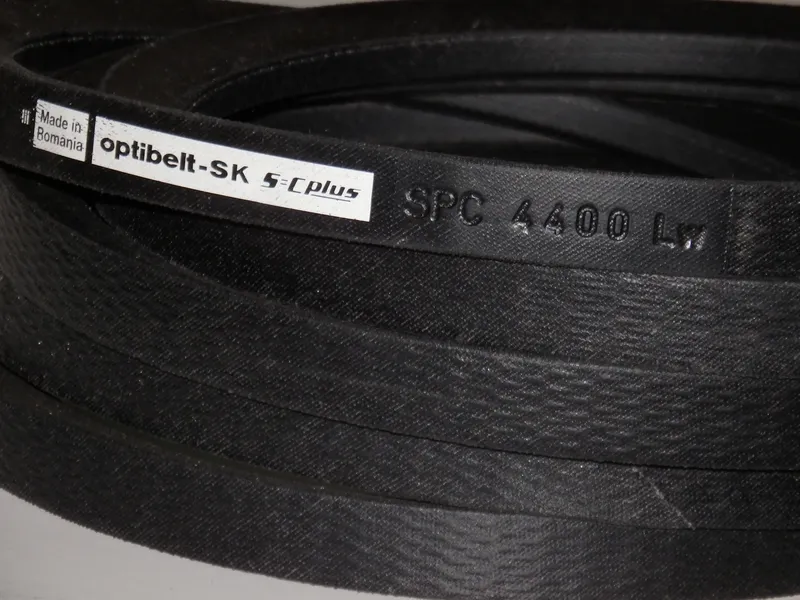 Made in
Romania
optibelt-SK S=Cplus
SPC 4400 Lw